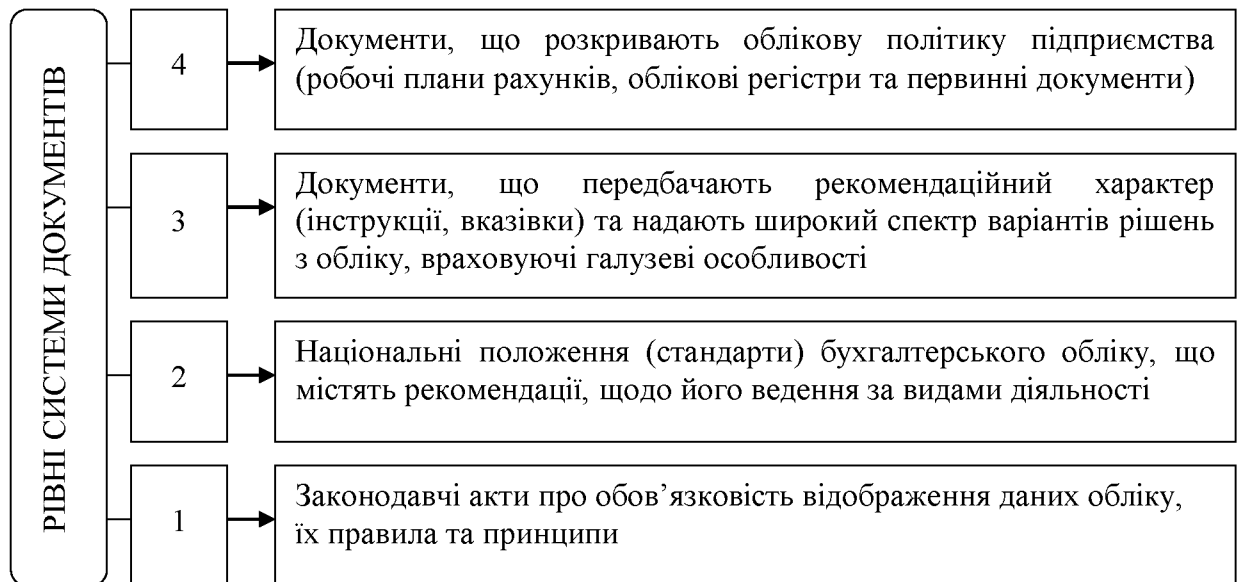 РІВНІ СИСТЕМИ ДОКУМЕНТІВ
4
Документи, що розкривають облікову політику підприємства
(робочі плани рахунків, облікові регістри та первинні документи)
3
Документи, що передбачають рекомендаційний характер
(інструкції, вказівки) та надають широкий спектр варіантів рішень
з обліку, враховуючі галузеві особливості
2
Національні положення (стандарти) бухгалтерського обліку, що
містять рекомендації, щодо його ведення за видами діяльності
1
Законодавчі акти про обов’язковість відображення даних обліку,
їх правила та принципи